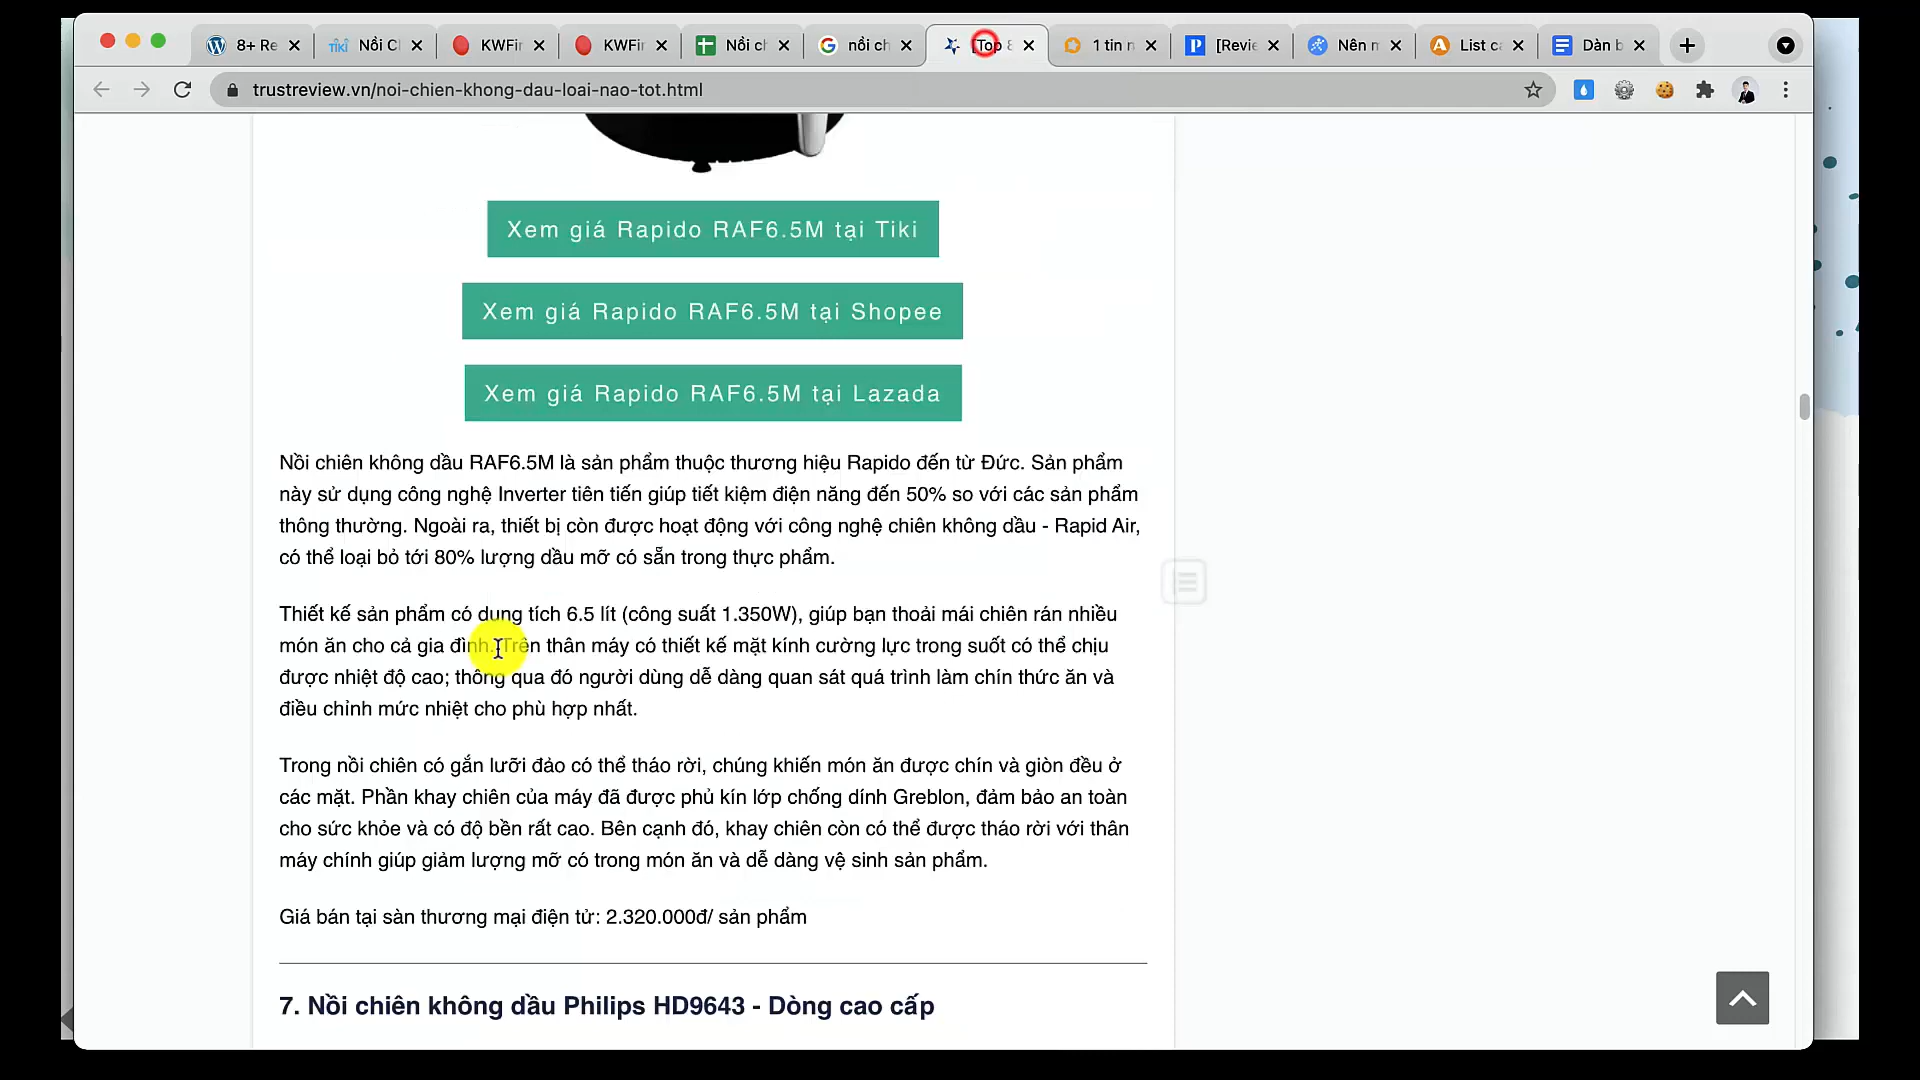 8+ Re
Nồi C
KWFir
KWFir
Nồi ch
nồi ch
[Top 8
1 tin n
[Revie
Nên n
List ca
Dàn b
trustreview.vn/noi-chien-khong-dau-loai-nao-tot.html
Xem giá Rapido RAF6.5M tại Tiki
Xem giá Rapido RAF6.5M tại Shopee
Xem giá Rapido RAF6.5M tại Lazada
Nồi chiên không dầu RAF6.5M là sản phẩm thuộc thương hiệu Rapido đến từ Đức. Sản phẩm
này sử dụng công nghệ Inverter tiên tiến giúp tiết kiệm điện năng đến 50% so với các sản phẩm
thông thường. Ngoài ra, thiết bị còn được hoạt động với công nghệ chiên không dầu - Rapid Air,
có thể loại bỏ tới 80% lượng dầu mỡ có sẵn trong thực phẩm.
Thiết kế sản phẩm có dung tích 6.5 lít (công suất 1.350W), giúp bạn thoải mái chiên rán nhiều
món ăn cho cả gia đình. Trên thân máy có thiết kế mặt kính cường lực trong suốt có thể chịu
được nhiệt độ cao; thông qua đó người dùng dễ dàng quan sát quá trình làm chín thức ăn và
điều chỉnh mức nhiệt cho phù hợp nhất.
Trong nồi chiên có gắn lưỡi đảo có thể tháo rời, chúng khiến món ăn được chín và giòn đều ở
các mặt. Phần khay chiên của máy đã được phủ kín lớp chống dính Greblon, đảm bảo an toàn
cho sức khỏe và có độ bền rất cao. Bên cạnh đó, khay chiên còn có thể được tháo rời với thân
máy chính giúp giảm lượng mỡ có trong món ăn và dễ dàng vệ sinh sản phẩm.
Giá bán tại sàn thương mại điện tử: 2.320.000đ/ sản phẩm
7. Nồi chiên không dầu Philips HD9643 - Dòng cao cấp